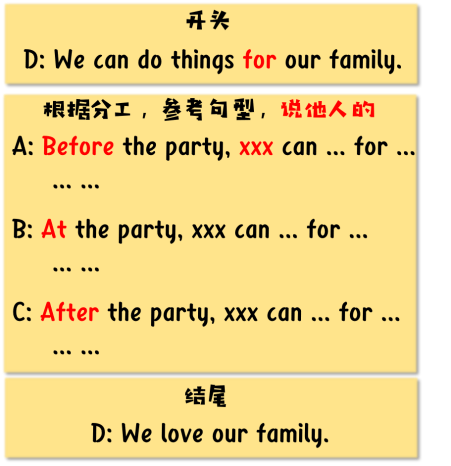 开头
D: We can do things for our family.
根据分工，参考句型，说他人的
A: Before the party, xxx can ... for ...
... ...
B: At the party, xxx can ... for ...
... ...
C: After the party, xxx can ... for ...
... ...
结尾
D: We love our family.